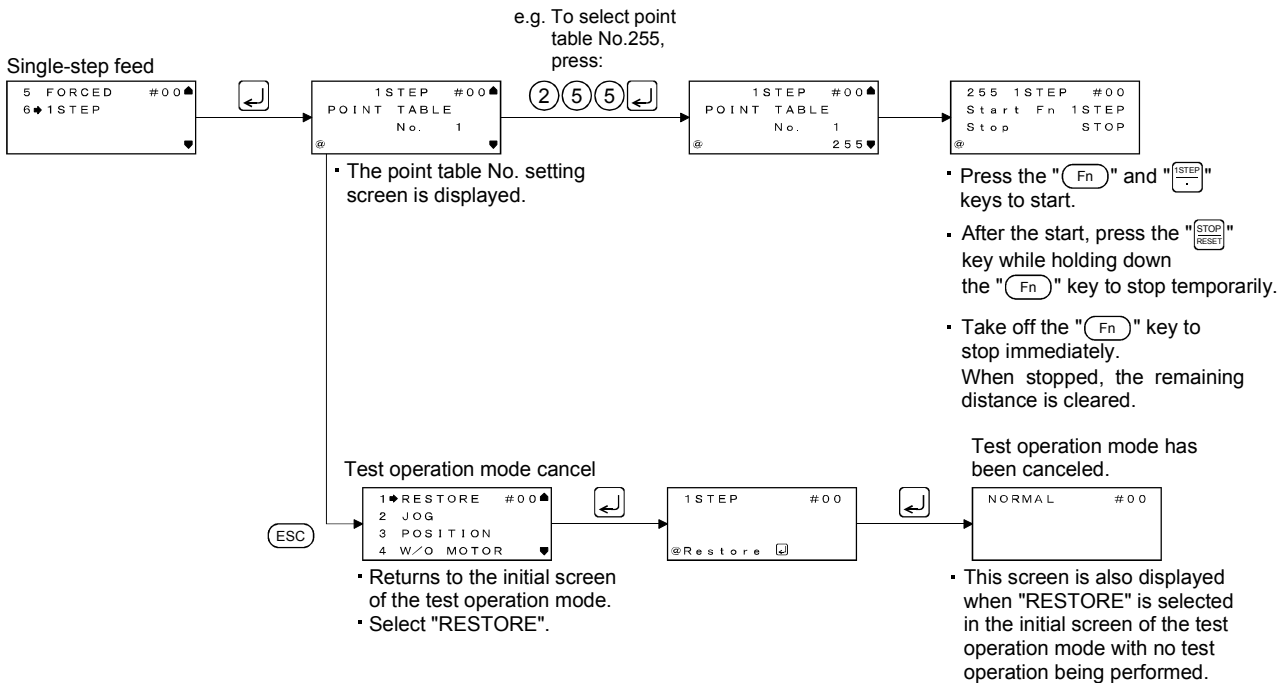 e.g. To select point
table No.255,
press:
Single-step feed
5 FORCED #00
6 1STEP
1STEP #00
POINT TABLE
No. 1
@
2 5 5
1STEP #00
POINT TABLE
No. 1
@ 255
255 1STEP #00
Start Fn 1STEP
Stop STOP
@
The point table No. setting
screen is displayed.
Press the "( Fn )" and "1STEP ."
keys to start.
After the start, press the "STOP RESET"
key while holding down
the "( Fn )" key to stop temporarily.
Take off the "( Fn )" key to
stop immediately.
When stopped, the remaining
distance is cleared.
Test operation mode cancel
ESC
1 RESTORE #00
2 JOG
3 POSITION
4 W/O MOTOR
1STEP #00
@Restore
Test operation mode has
been canceled.
NORMAL #00
Returns to the initial screen
of the test operation mode.
Select "RESTORE".
This screen is also displayed
when "RESTORE" is selected
in the initial screen of the test
operation mode with no test
operation being performed.